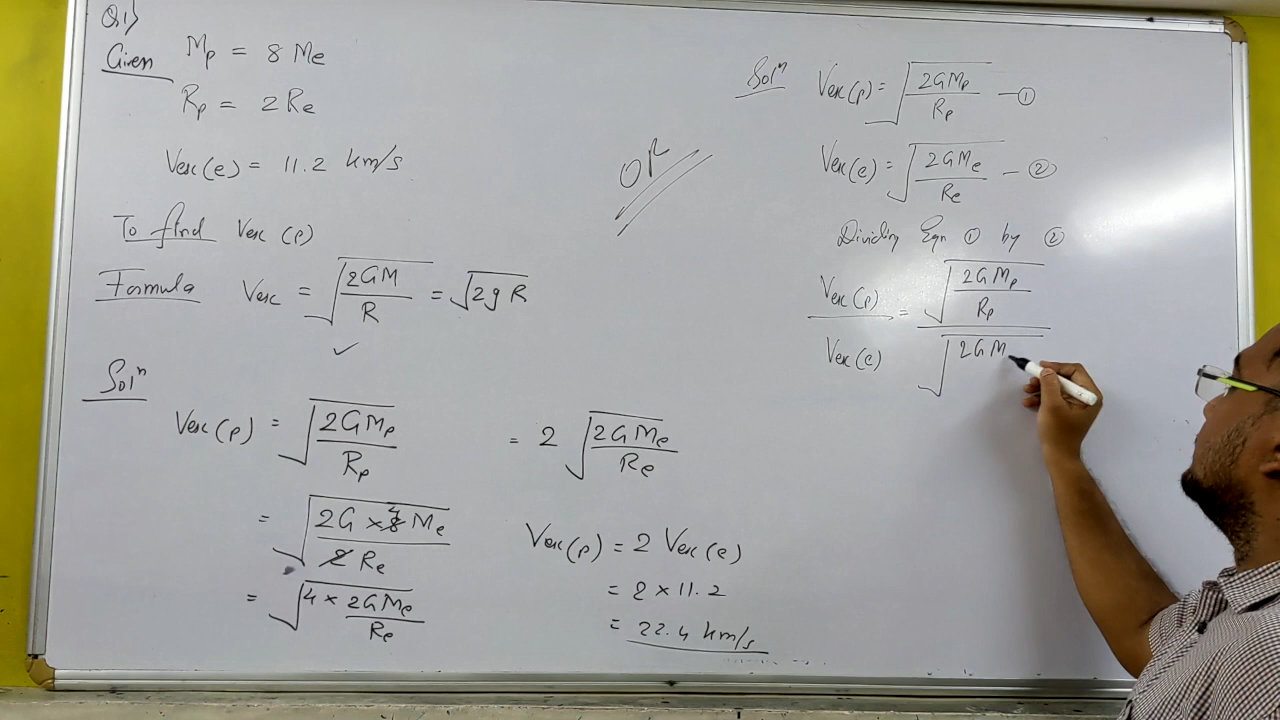 Q.1)
Given Mp = 8 Me
Rp = 2 Re
Vesc(e) = 11.2 km/s
To find Vesc (p)
Formula Vesc = √(2GM/R) = √(2gR)
✓
Solⁿ
Vesc(p) = √(2GMp/Rp)
= √(2G × 8̶ 4 Me / 2̶ Re)
= √(4 × 2GMe/Re)
= 2 √(2GMe/Re)
Vesc(p) = 2 Vesc(e)
= 2 × 11.2
= 22.4 km/s
OR
Solⁿ Vesc(p) = √(2GMp/Rp) — ①
Vesc(e) = √(2GMe/Re) — ②
Dividing Eqn ① by ②
Vesc(p)/Vesc(e) = √(2GMp/Rp) / √(2GM